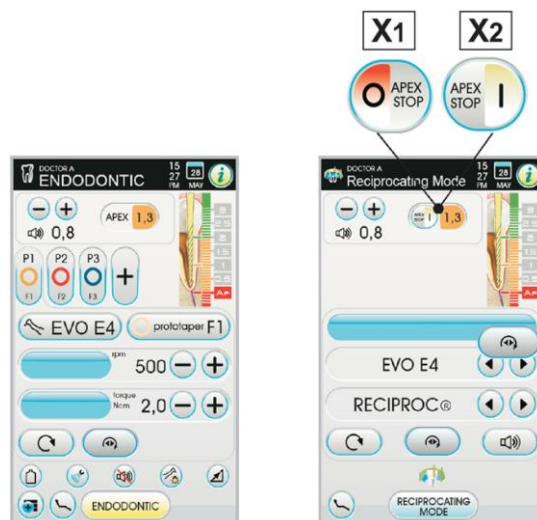 X1 X2
O APEX STOP
APEX STOP I
DOCTOR A
ENDODONTIC
15 27 PM
28 MAY
i
0,8
APEX 1,3
P1 P2 P3
F1 F2 F3
EVO E4
prototaper F1
rpm 500
torque Ncm 2,0
ENDODONTIC
DOCTOR A
Reciprocating Mode
15 27 PM
28 MAY
i
0,8
APEX STOP I 1,3
EVO E4
RECIPROC®
RECIPROCATING
MODE